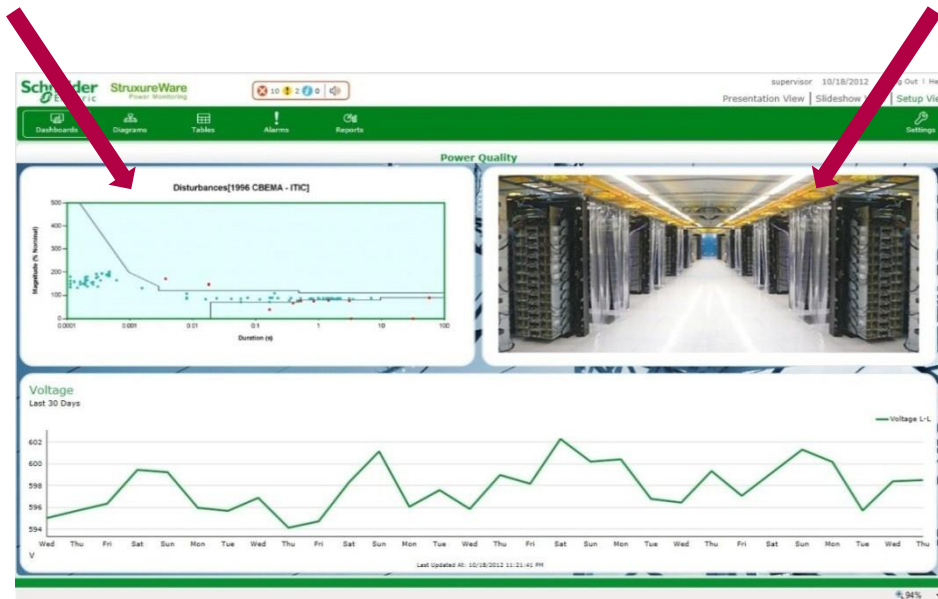 Schneider Electric
StruxureWare
Power Monitoring
10 2 0
supervisor 10/18/2012 Out | He
Presentation View | Slideshow | Setup Vie
Dashboards Diagrams Tables Alarms Reports Settings
Power Quality
Disturbances[1996 CBEMA - ITIC]
Magnitude (% Nominal)
500
400
300
200
100
0
0.0001 0.001 0.01 0.1 1 10 100
Duration (s)
Voltage
Last 30 Days
Voltage L-L
602
600
598
596
594
Wed Thu Fri Sat Sun Mon Tue Wed Thu Fri Sat Sun Mon Tue Wed Thu Fri Sat Sun Mon Tue Wed Thu Fri Sat Sun Mon Tue Wed Thu
V
Last Updated At: 10/18/2012 11:21:41 PM
94%